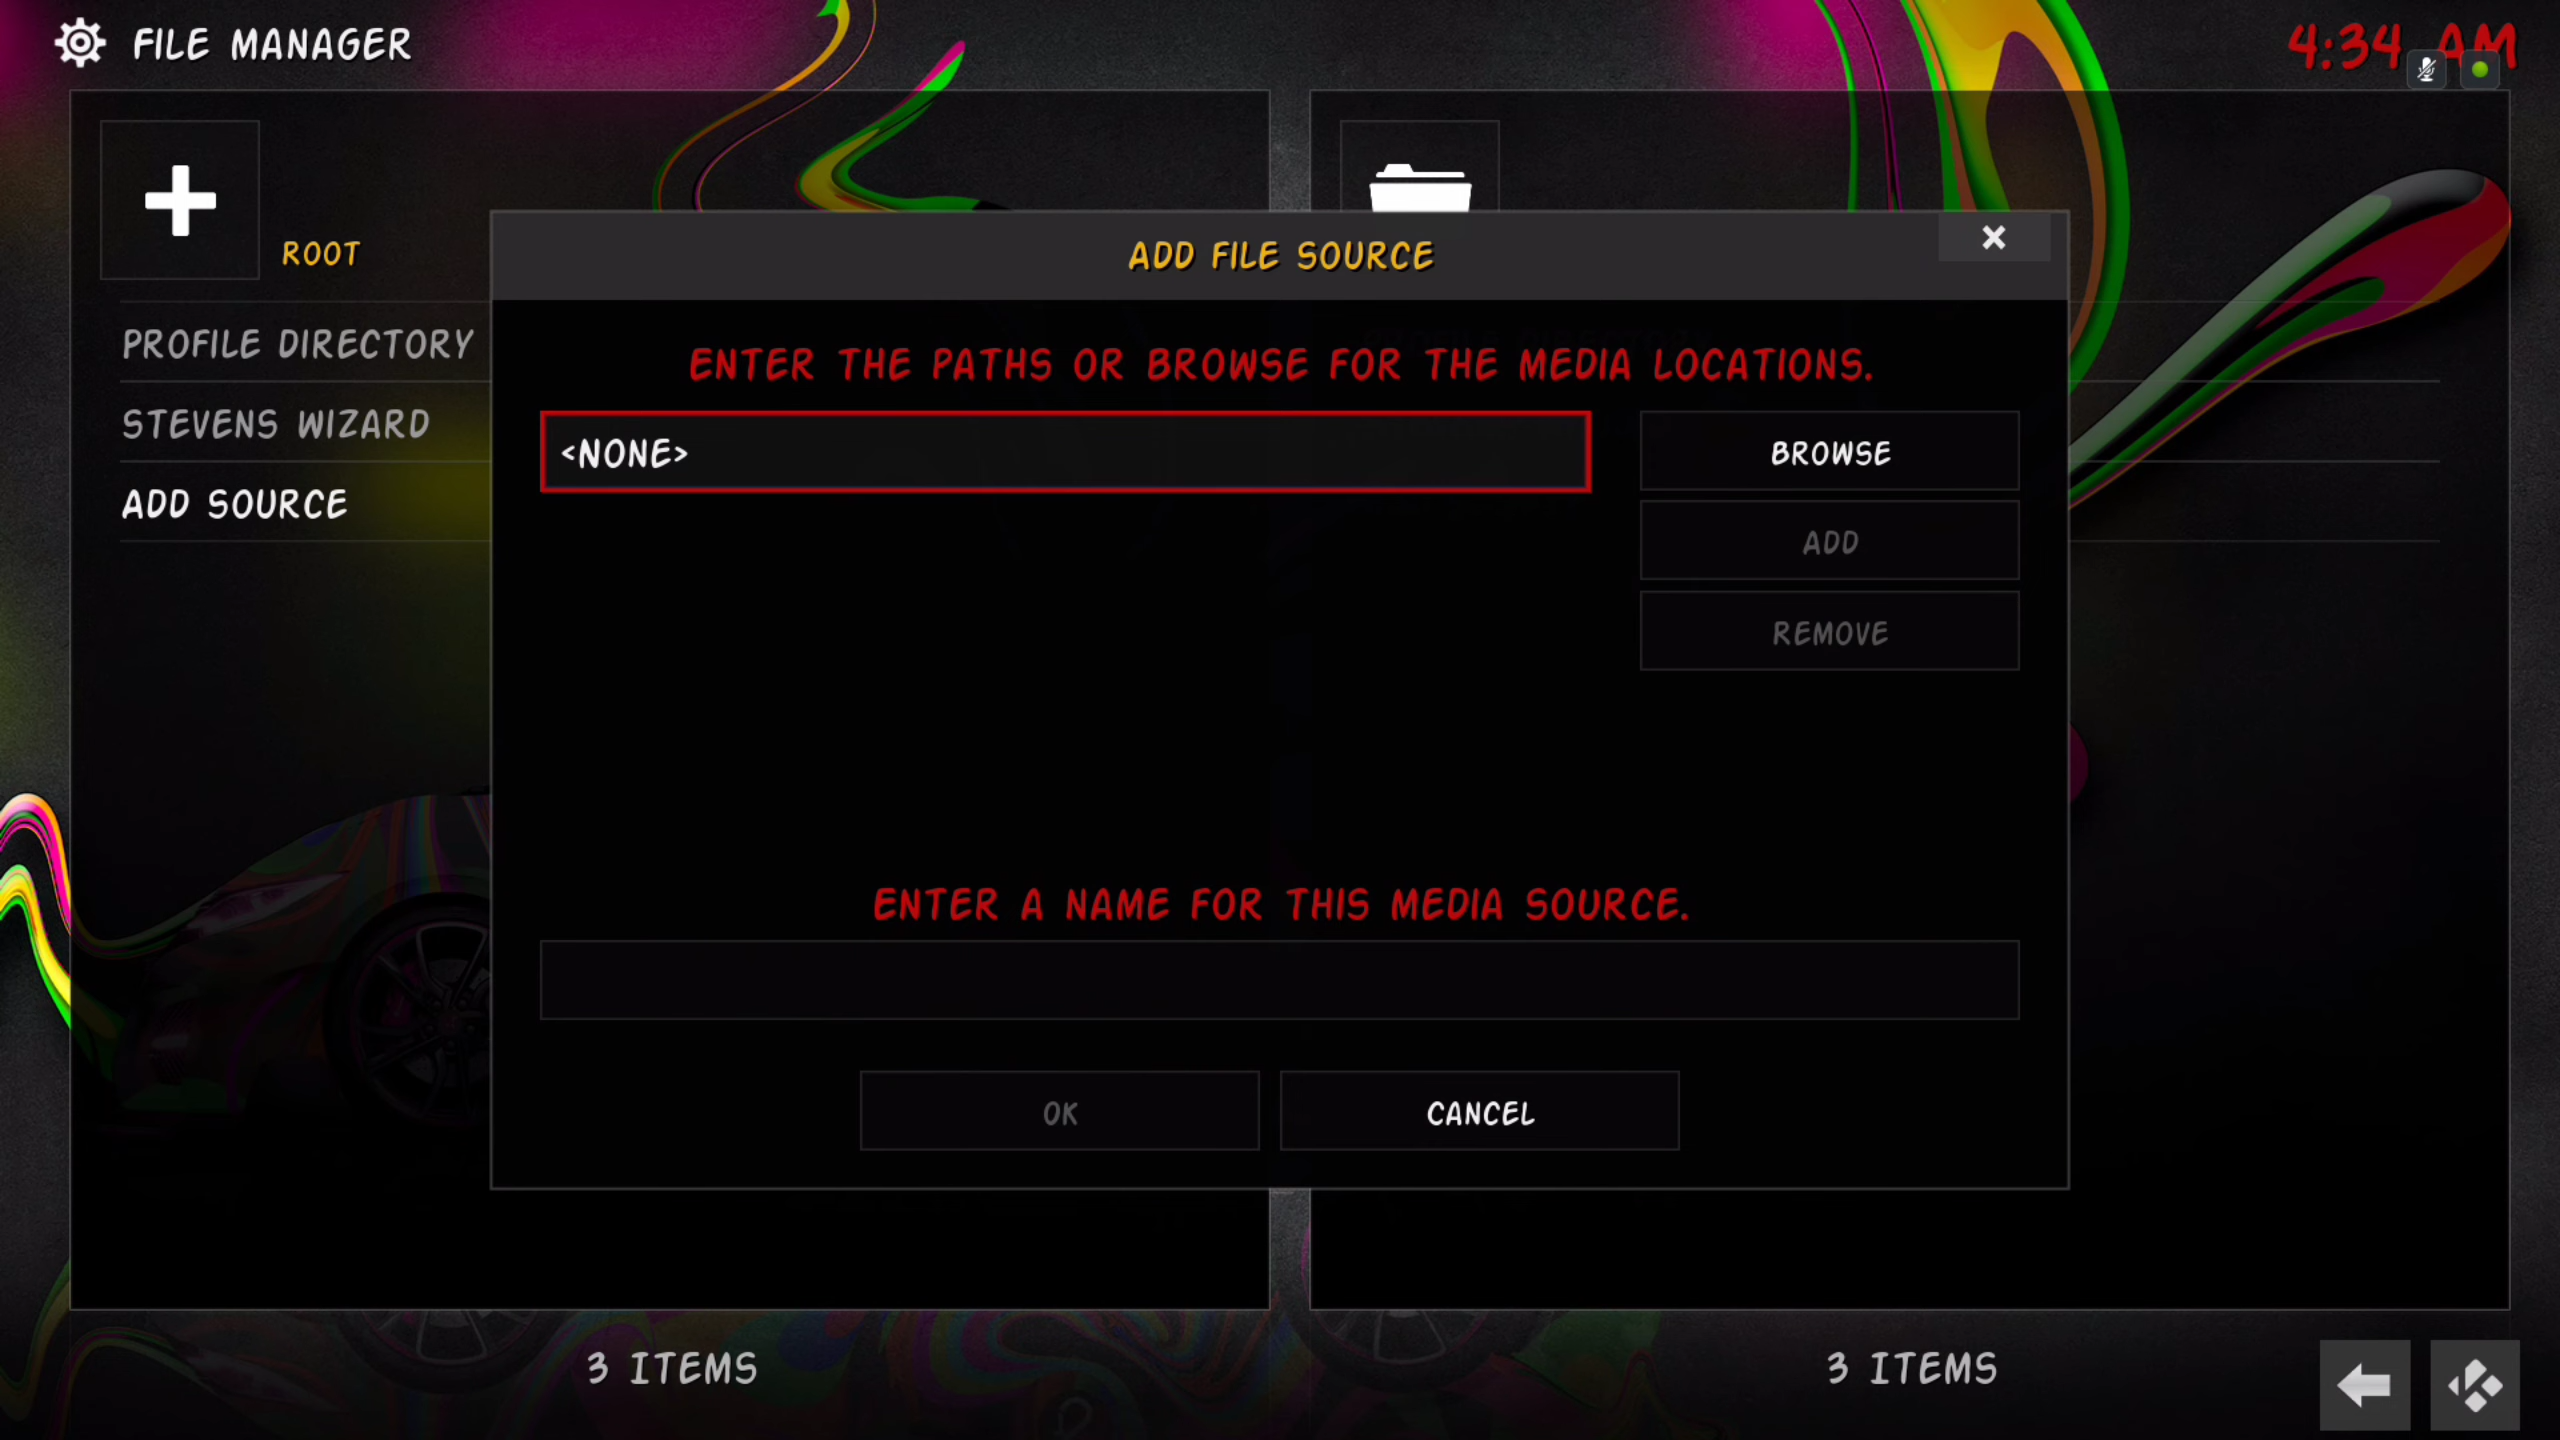 FILE MANAGER
4:34 AM
ROOT
PROFILE DIRECTORY
STEVENS WIZARD
ADD SOURCE
ADD FILE SOURCE
ENTER THE PATHS OR BROWSE FOR THE MEDIA LOCATIONS.
<NONE>
BROWSE
ADD
REMOVE
ENTER A NAME FOR THIS MEDIA SOURCE.
OK
CANCEL
3 ITEMS
3 ITEMS